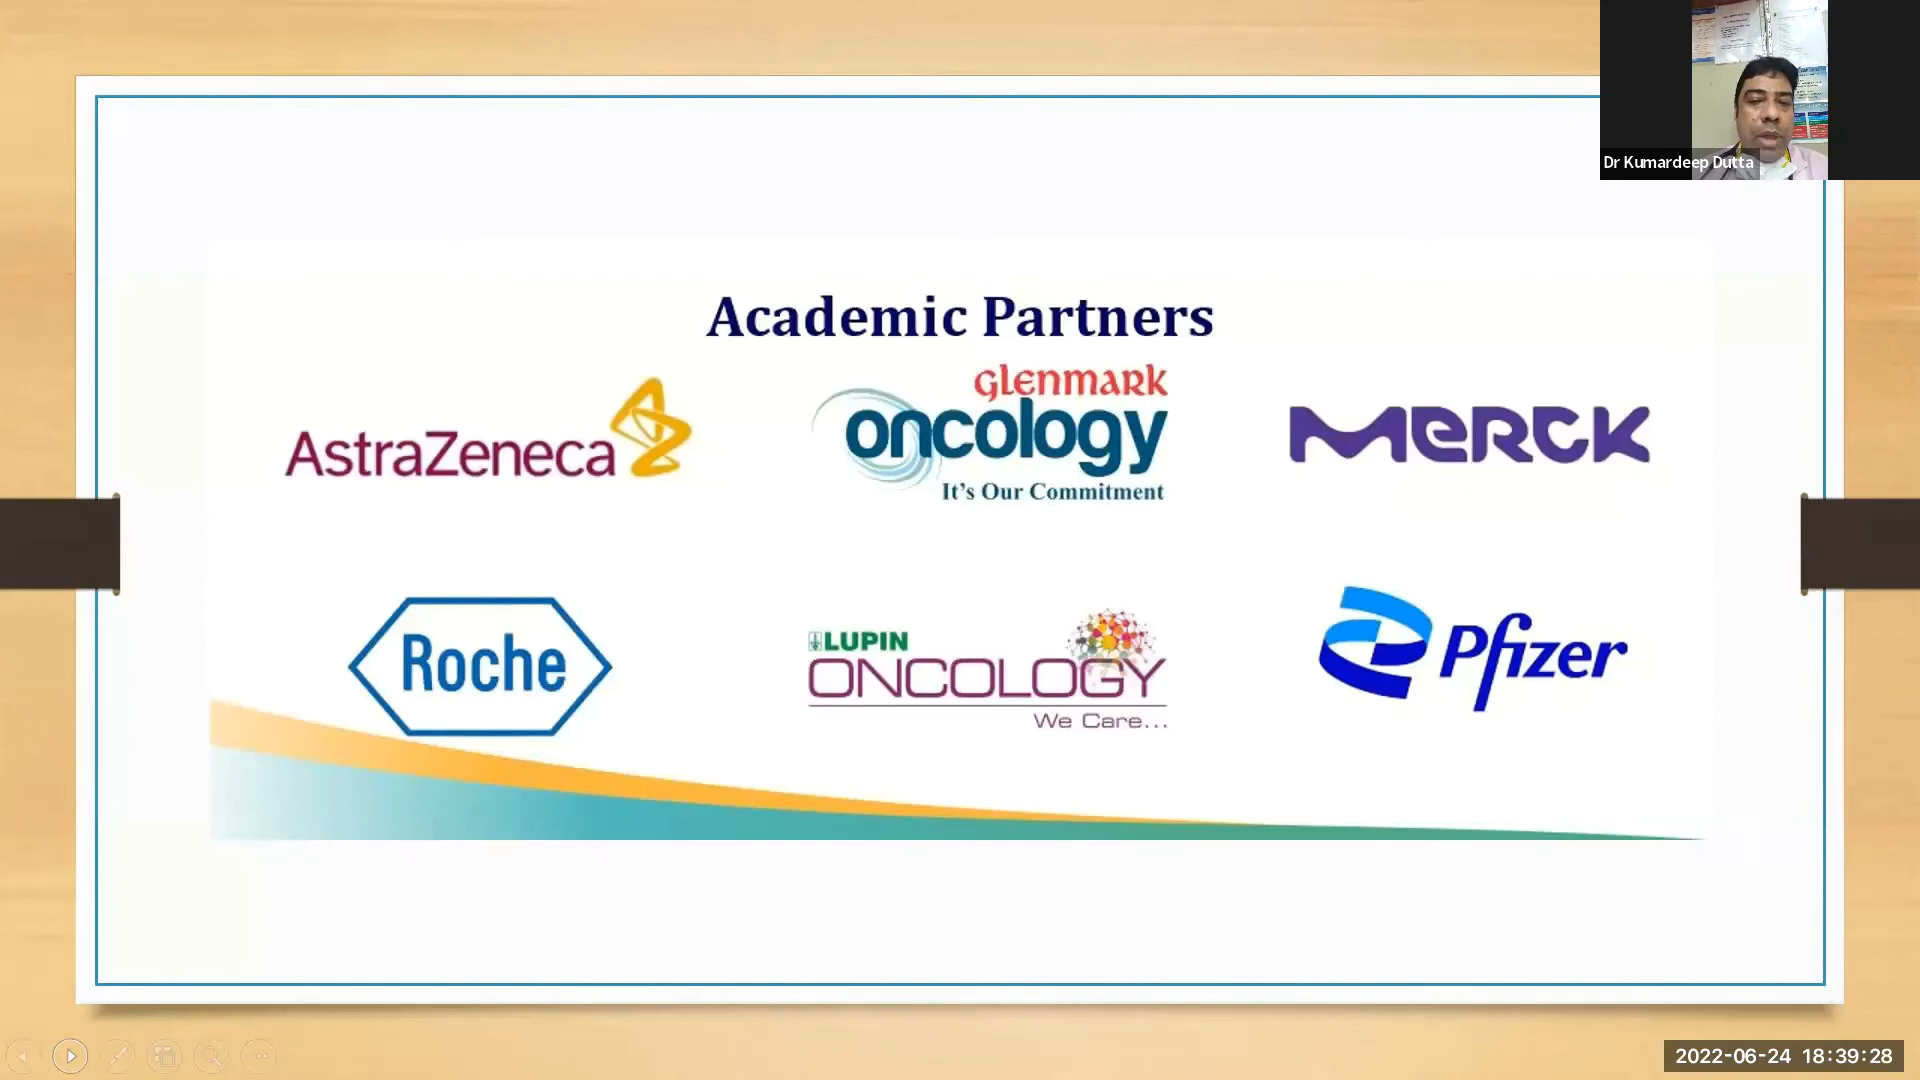 Dr Kumardeep Dutta
Academic Partners
AstraZeneca
glenmark
oncology
It's Our Commitment
MERCK
Roche
LUPIN
ONCOLOGY
We Care...
Pfizer
2022-06-24 18:39:28